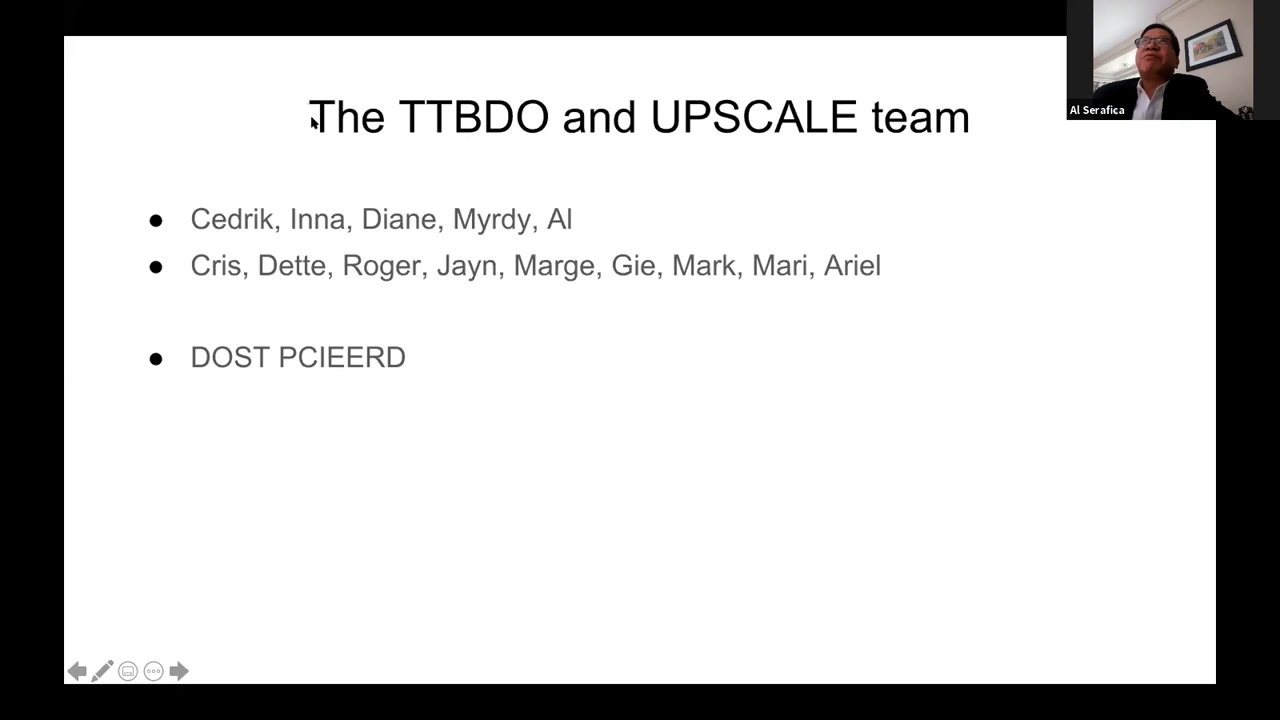 The TTBDO and UPSCALE team
Al Serafica
● Cedrik, Inna, Diane, Myrdy, Al
● Cris, Dette, Roger, Jayn, Marge, Gie, Mark, Mari, Ariel
● DOST PCIEERD